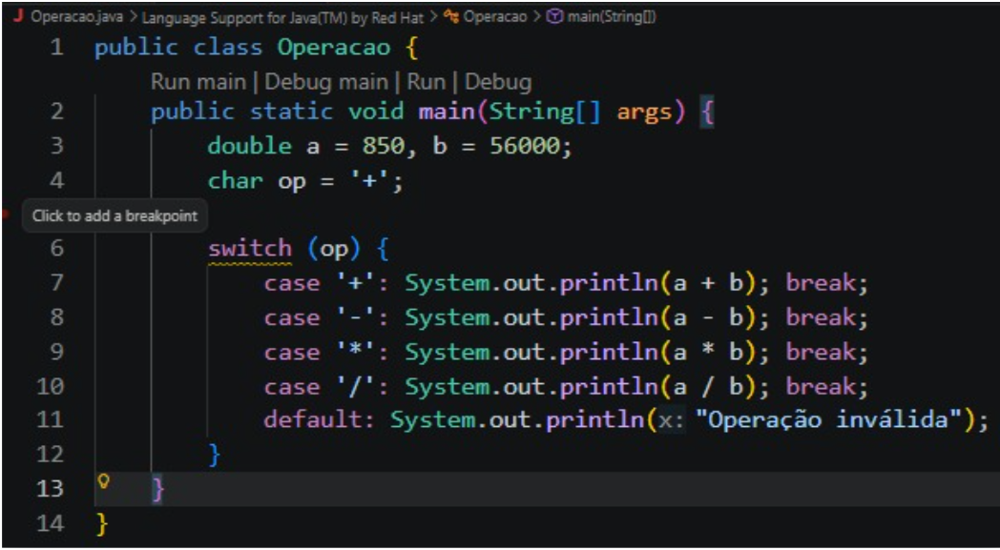 J Operacao.java > Language Support for Java(TM) by Red Hat > Operacao > main(String[])
1 public class Operacao {
Run main | Debug main | Run | Debug
2 public static void main(String[] args) {
3 double a = 850, b = 56000;
4 char op = '+';
Click to add a breakpoint
6 switch (op) {
7 case '+': System.out.println(a + b); break;
8 case '-': System.out.println(a - b); break;
9 case '*': System.out.println(a * b); break;
10 case '/': System.out.println(a / b); break;
11 default: System.out.println(x: "Operação inválida");
12 }
13 }
14 }